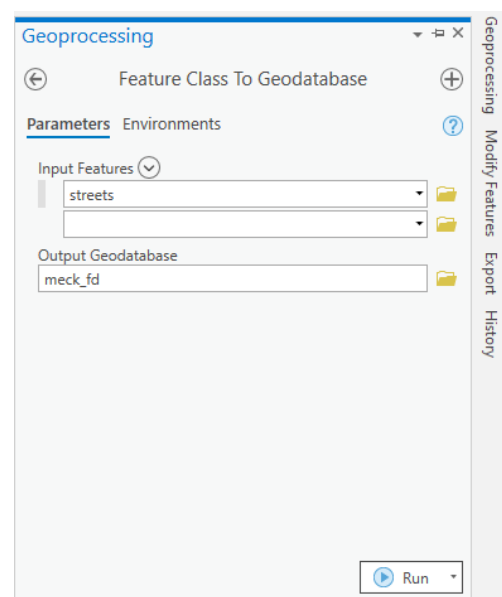 Geoprocessing
Feature Class To Geodatabase
Parameters Environments
Input Features
streets
Output Geodatabase
meck_fd
Run
Geoprocessing
Modify Features
Export
History